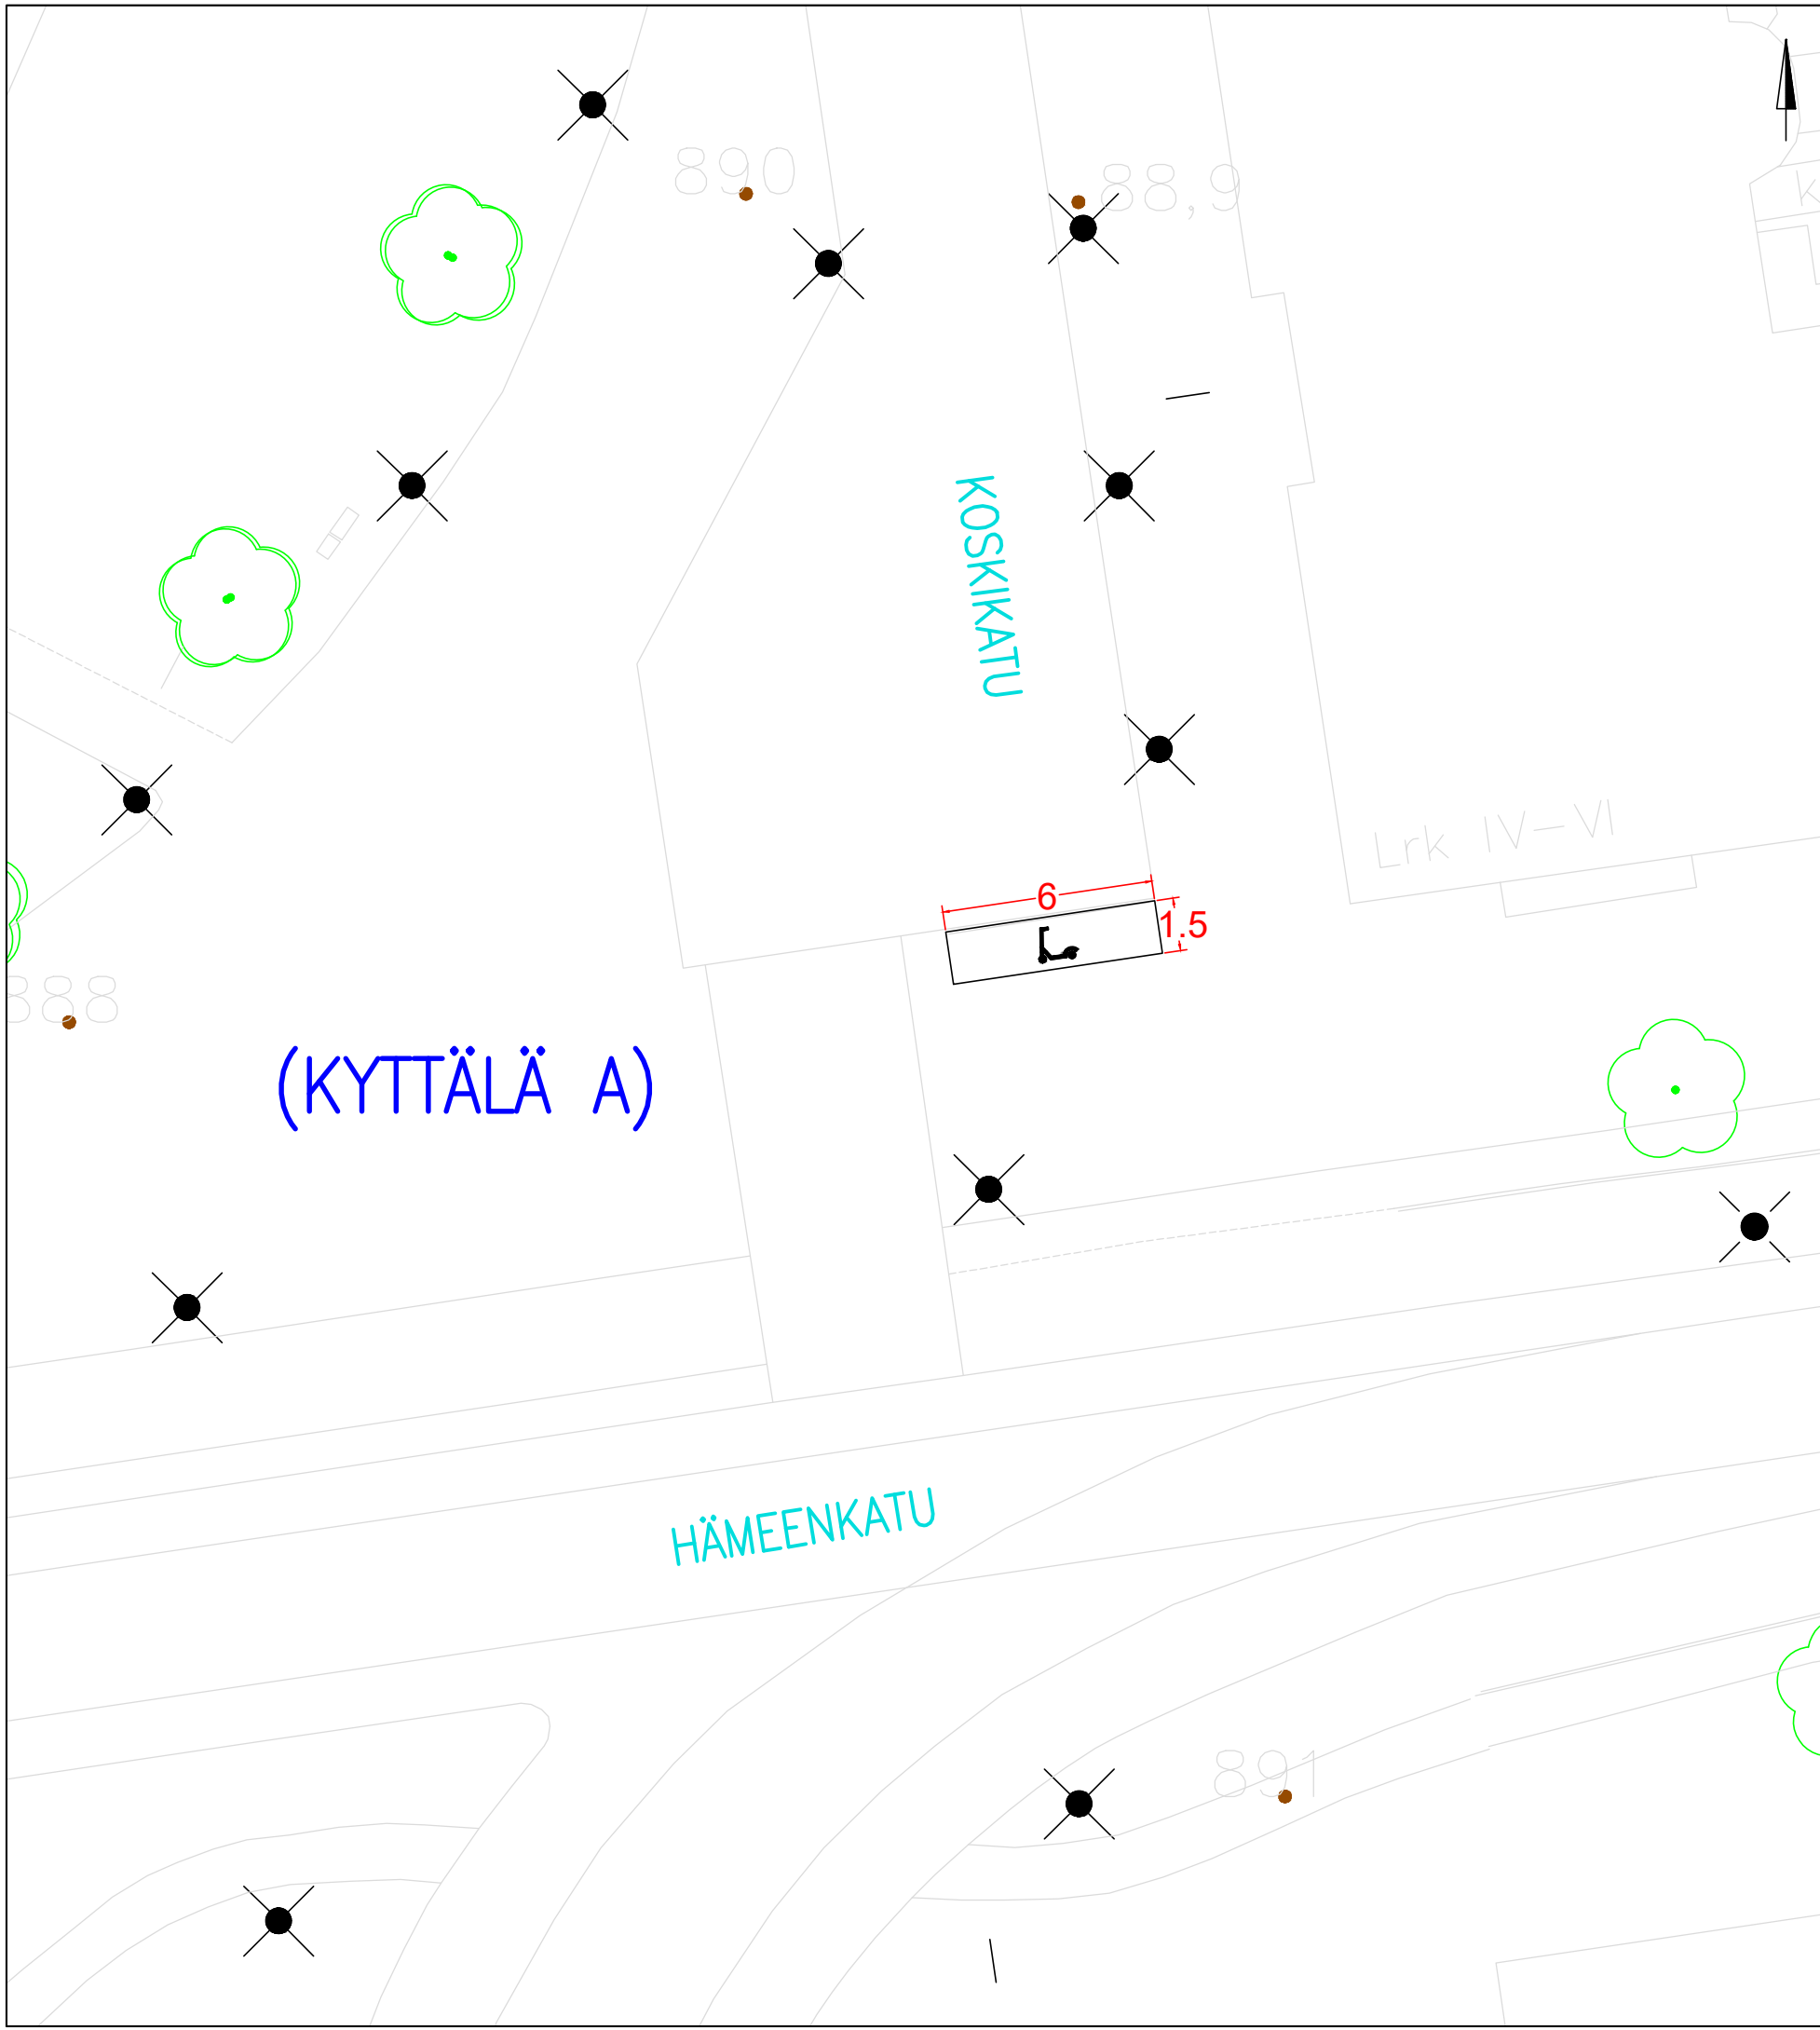 890
88,9
K
KOSKIKATU
Lrk IV-VI
6
1.5
888
(KYTTÄLÄ A)
HÄMEENKATU
891